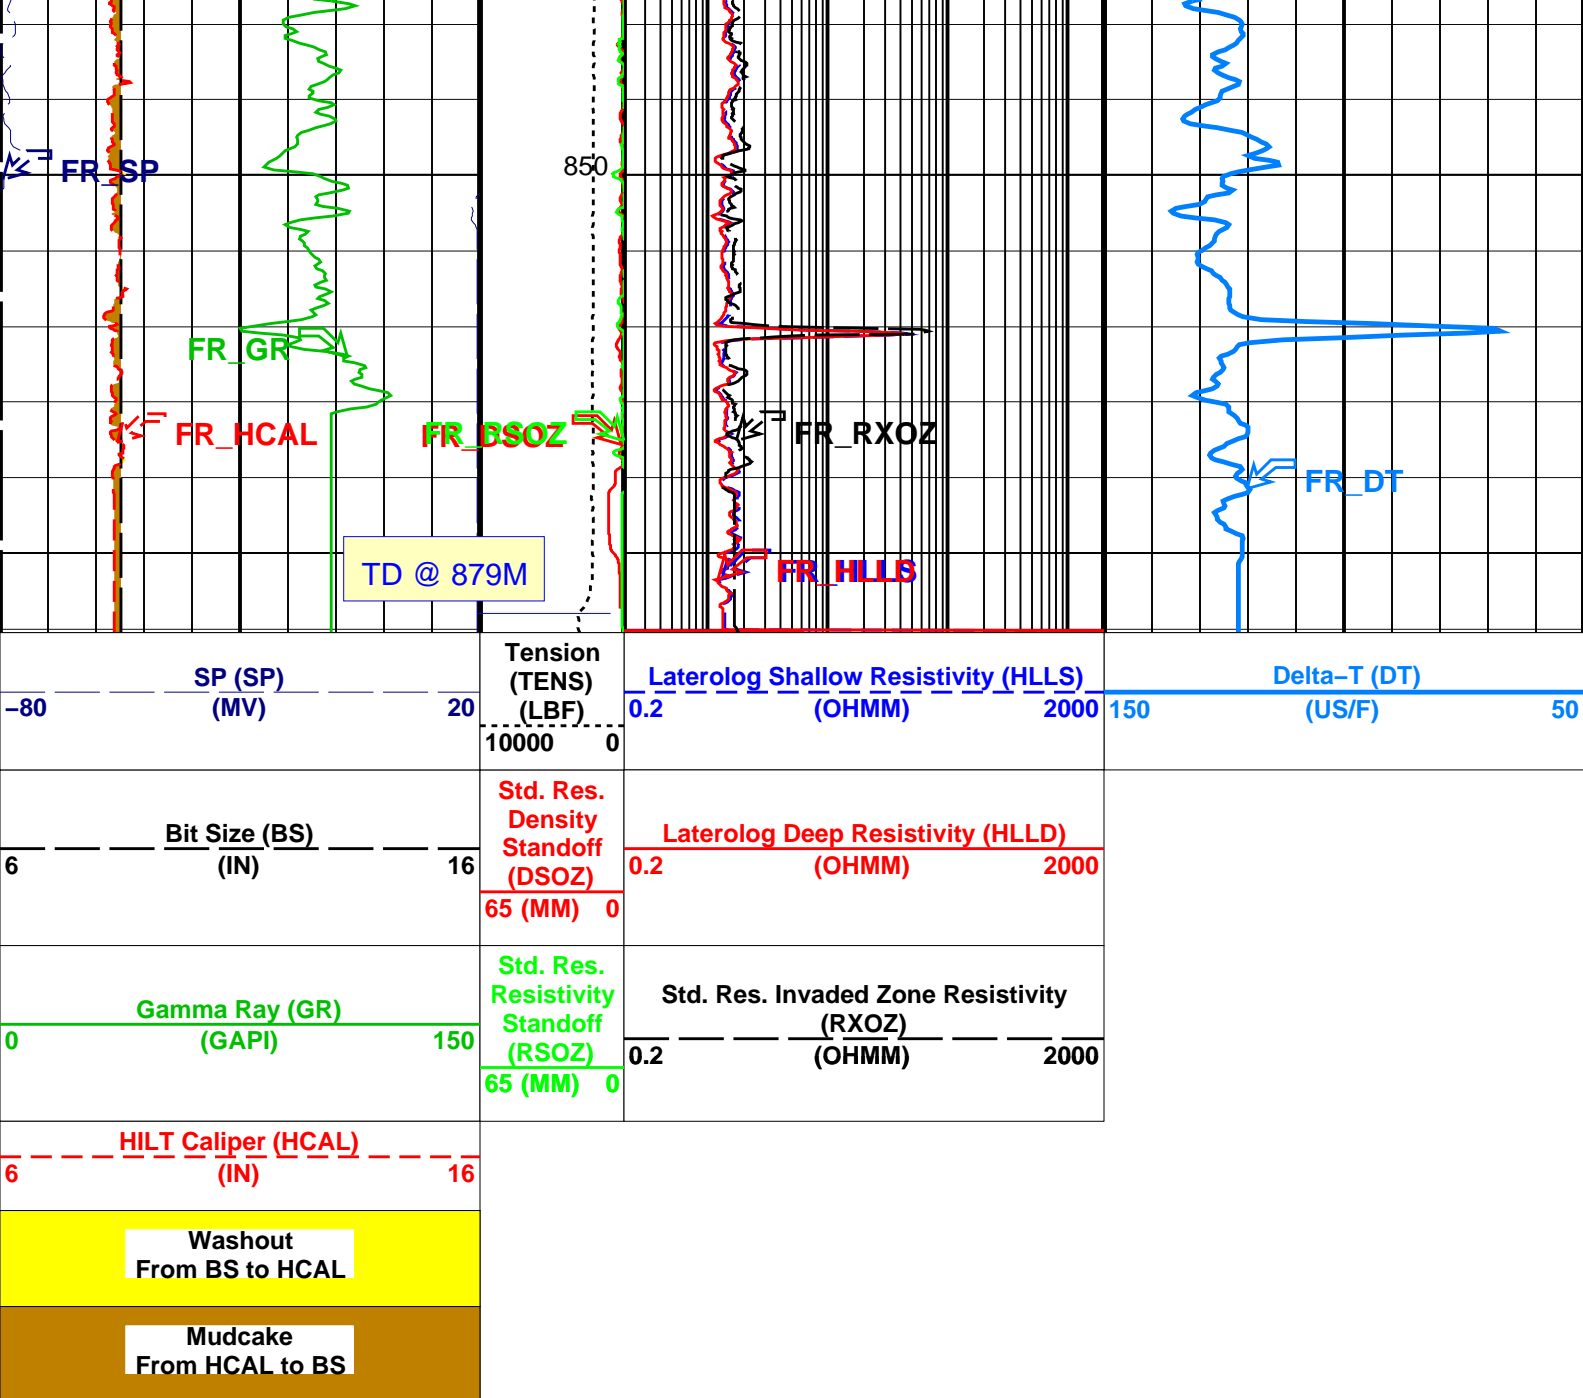 850
FR_SP
FR_GR
FR_HCAL
FR_DSOZ
FR_RSOZ
FR_RXOZ
FR_DT
TD @ 879M
FR_HLLS
FR_HLLD
SP (SP)
−80 (MV) 20
Tension
(TENS)
(LBF)
10000 0
Laterolog Shallow Resistivity (HLLS)
0.2 (OHMM) 2000
Delta−T (DT)
150 (US/F) 50
Bit Size (BS)
6 (IN) 16
Std. Res.
Density
Standoff
(DSOZ)
65 (MM) 0
Laterolog Deep Resistivity (HLLD)
0.2 (OHMM) 2000
Gamma Ray (GR)
0 (GAPI) 150
Std. Res.
Resistivity
Standoff
(RSOZ)
65 (MM) 0
Std. Res. Invaded Zone Resistivity
(RXOZ)
0.2 (OHMM) 2000
HILT Caliper (HCAL)
6 (IN) 16
Washout
From BS to HCAL
Mudcake
From HCAL to BS